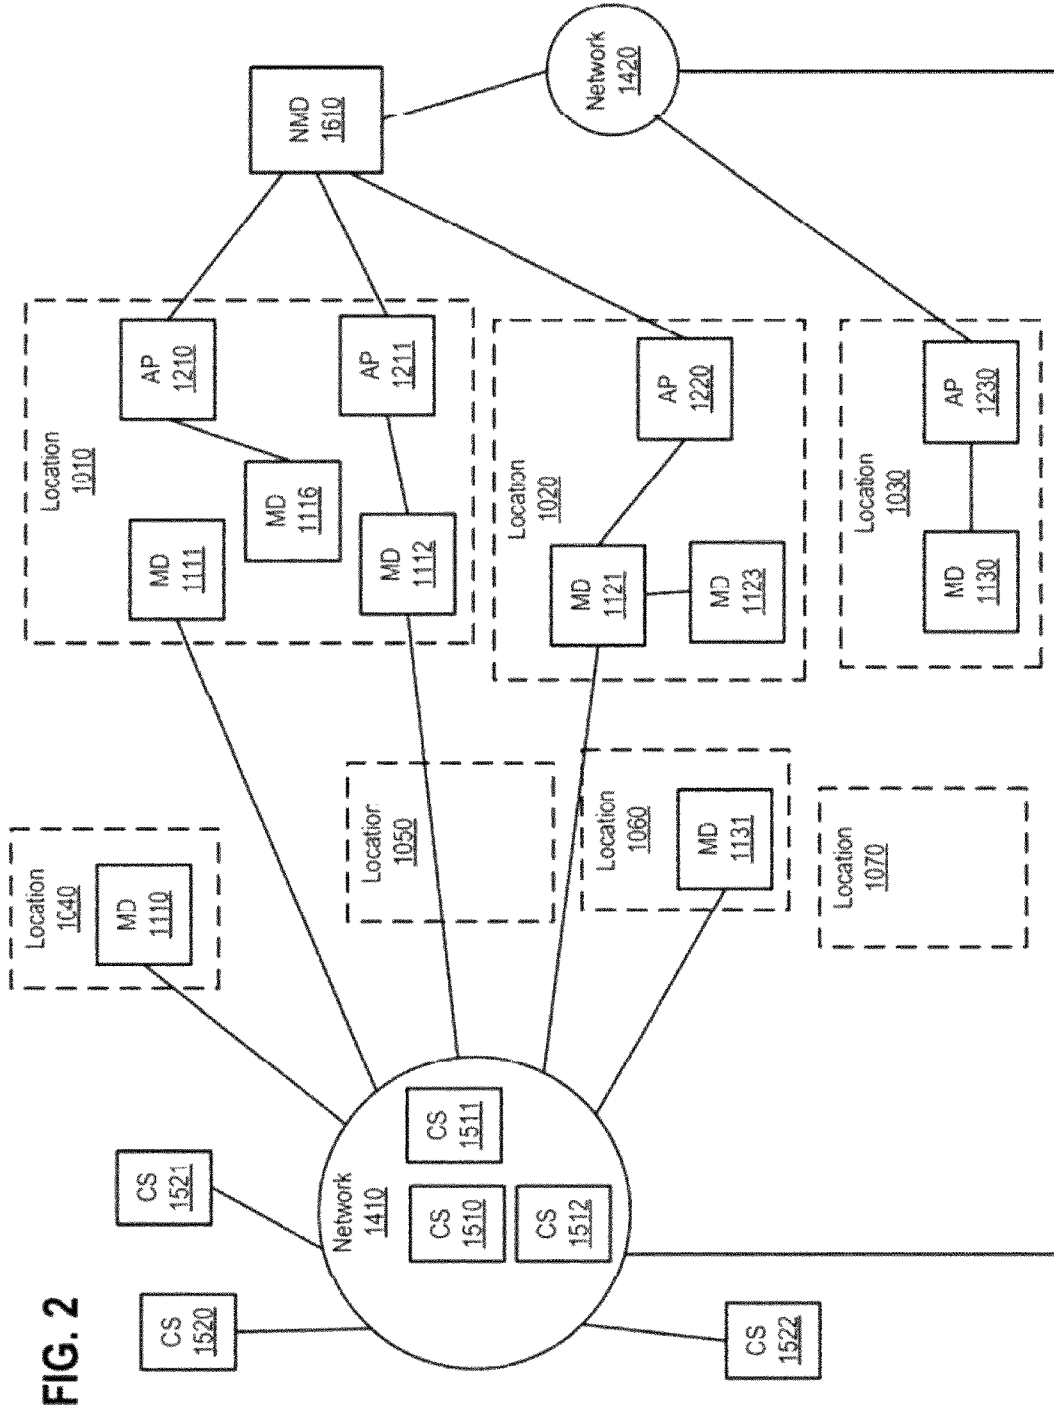 FIG. 2
CS
1520
CS
1521
Location
1040
MD
1110
Network
1410
CS
1510
CS
1511
CS
1512
CS
1522
Location
1010
MD
1111
AP
1210
MD
1116
MD
1112
AP
1211
NMD
1610
Location
1050
Location
1020
MD
1121
AP
1220
MD
1123
Network
1420
Location
1060
MD
1131
Location
1070
Location
1030
MD
1130
AP
1230